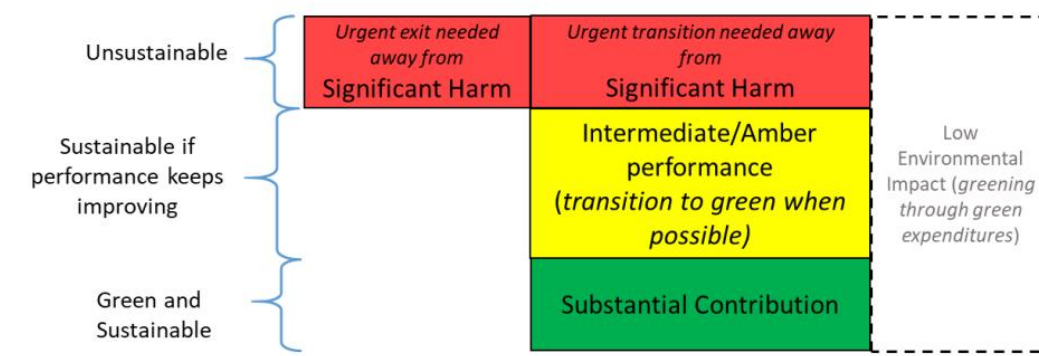 Unsustainable
Urgent exit needed
away from
Significant Harm
Urgent transition needed away
from
Significant Harm
Sustainable if
performance keeps
improving
Intermediate/Amber
performance
(transition to green when
possible)
Low
Environmental
Impact (greening
through green
expenditures)
Green and
Sustainable
Substantial Contribution